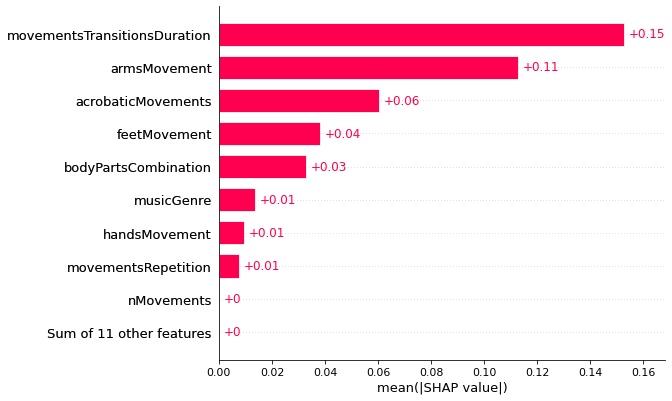 movementsTransitionsDuration +0.15
armsMovement +0.11
acrobaticMovements +0.06
feetMovement +0.04
bodyPartsCombination +0.03
musicGenre +0.01
handsMovement +0.01
movementsRepetition +0.01
nMovements +0
Sum of 11 other features +0
0.00 0.02 0.04 0.06 0.08 0.10 0.12 0.14 0.16
mean(|SHAP value|)